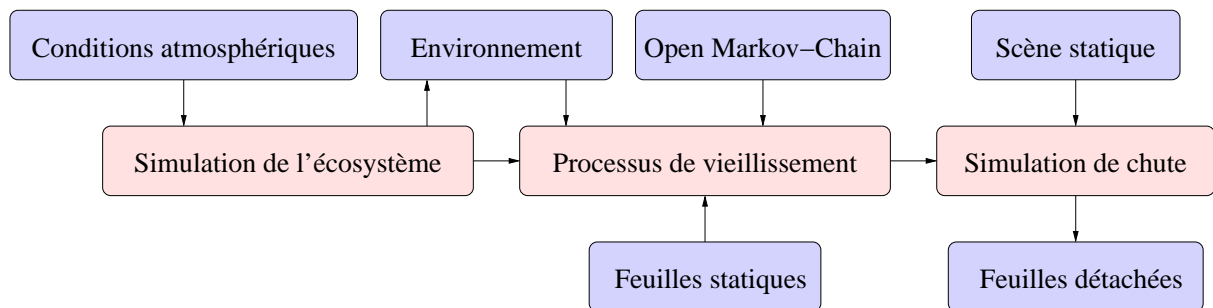 Conditions atmosphériques
Environnement
Open Markov−Chain
Scène statique
Simulation de l'écosystème
Processus de vieillissement
Simulation de chute
Feuilles statiques
Feuilles détachées